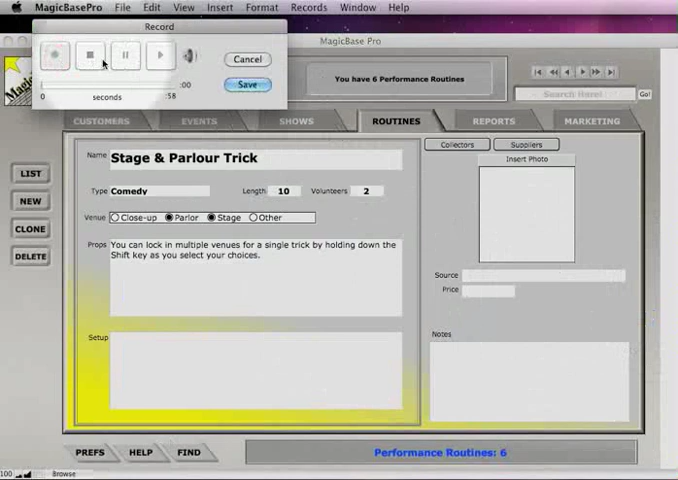 MagicBasePro File Edit View Insert Format Records Window Help
Record
MagicBase Pro
Cancel
Save
:00
0 seconds :58
You have 6 Performance Routines
Search Here! Go!
CUSTOMERS EVENTS SHOWS ROUTINES REPORTS MARKETING
LIST
NEW
CLONE
DELETE
Name Stage & Parlour Trick
Type Comedy Length 10 Volunteers 2
Venue Close-up Parlor Stage Other
Props You can lock in multiple venues for a single trick by holding down the
Shift key as you select your choices.
Setup
Collectors Suppliers
Insert Photo
Source
Price
Notes
PREFS HELP FIND Performance Routines: 6
100 Browse